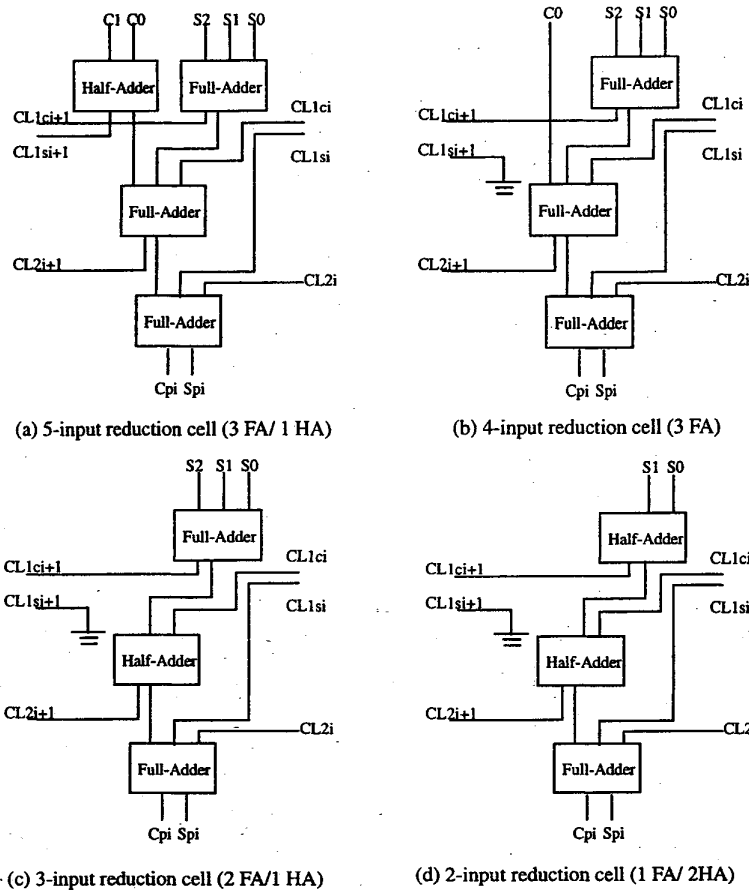 C1 C0 S2 S1 S0
Half-Adder
Full-Adder
CL1ci+1
CL1ci
CL1si+1
CL1si
Full-Adder
CL2i+1
CL2i
Full-Adder
Cpi Spi
(a) 5-input reduction cell (3 FA/ 1 HA)
C0 S2 S1 S0
Full-Adder
CL1ci+1
CL1ci
CL1si+1
CL1si
Full-Adder
CL2i+1
CL2i
Full-Adder
Cpi Spi
(b) 4-input reduction cell (3 FA)
S2 S1 S0
Full-Adder
CL1ci+1
CL1ci
CL1si+1
CL1si
Half-Adder
CL2i+1
CL2i
Full-Adder
Cpi Spi
(c) 3-input reduction cell (2 FA/1 HA)
S1 S0
Half-Adder
CL1ci+1
CL1ci
CL1si+1
CL1si
Half-Adder
CL2i+1
CL2
Full-Adder
Cpi Spi
(d) 2-input reduction cell (1 FA/ 2HA)